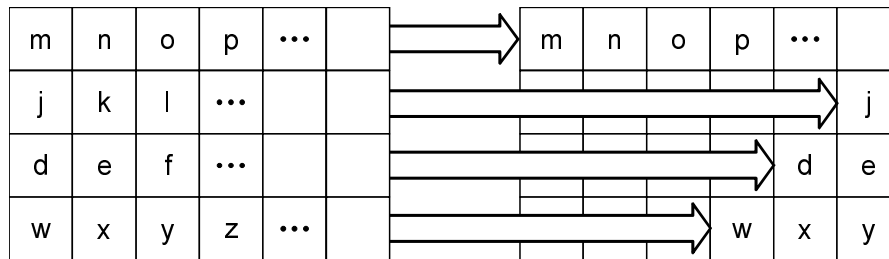 m n o p ••• m n o p •••
j k l ••• j
d e f ••• d e
w x y z ••• w x y